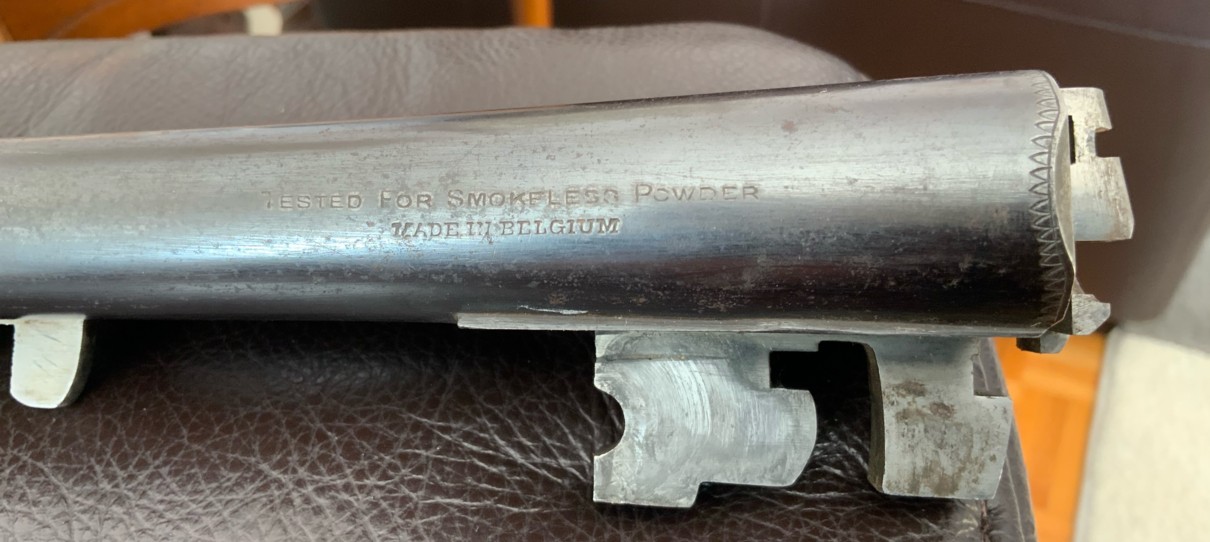 TESTED FOR SMOKELESS POWDER
MADE IN BELGIUM